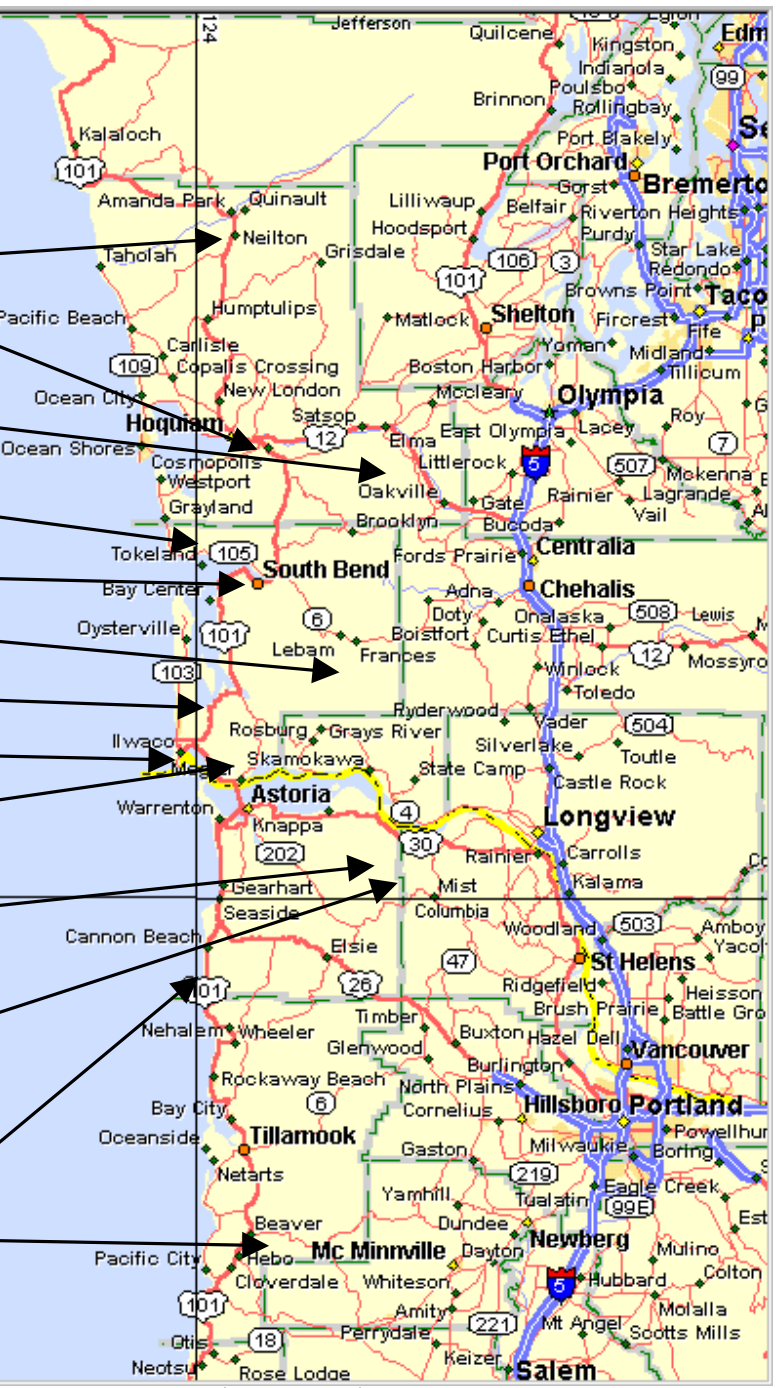 124
Jefferson
Quilcene
Kingston
Edm
Indianola
99
Poulsbo
Brinnon
Rollingbay
Kalaloch
Port Blakely
Se
101
Port Orchard
Gorst
Bremerto
Amanda Park
Quinault
Lilliwaup
Belfair
Riverton Heights
Neilton
Hoodsport
Purdy
Taholah
Grisdale
106
3
Star Lake
Redondo
101
Browns Point
Taco
Pacific Beach
Humptulips
Matlock
Shelton
Fircrest
Fife
P
Carlisle
Yoman
Midland
109
Copalis Crossing
Boston Harbor
Tillicum
Ocean City
New London
Mccleary
Olympia
G
Hoquiam
Satsop
Roy
12
Elma
East Olympia
Lacey
7
Ocean Shores
Cosmopolis
Littlerock
5
507
Mckenna
Westport
Oakville
Rainier
Lagrande
Grayland
Gate
Vail
Brooklyn
Bucoda
Tokeland
105
Fords Prairie
Centralia
South Bend
Bay Center
Adna
Chehalis
Oysterville
101
6
Doty
Onalaska
508
Lewis
Boistfort
Curtis
Ethel
Lebam
Frances
12
Mossyro
103
Winlock
Toledo
Ryderwood
Vader
504
Rosburg
Grays River
Ilwaco
Silverlake
Toutle
Skamokawa
State Camp
Castle Rock
Astoria
Warrenton
4
Longview
Knappa
30
202
Rainier
Carrolls
Gearhart
Mist
Kalama
Seaside
Columbia
Woodland
503
Amboy
Cannon Beach
Elsie
47
St Helens
Yacol
26
Ridgefield
Heisson
101
Timber
Brush Prairie
Battle Gro
Nehalem
Wheeler
Buxton
Hazel Dell
Glenwood
Vancouver
Burlington
Rockaway Beach
North Plains
Bay City
6
Cornelius
Hillsboro
Portland
Oceanside
Tillamook
Milwaukie
Powellhur
Gaston
Boring
Netarts
219
Yamhill
Tualatin
Eagle Creek
99E
Beaver
Dundee
Est
Newberg
Pacific City
Hebo
Mc Minnville
Dayton
Mulino
Cloverdale
Whiteson
5
Hubbard
Colton
101
Amity
Molalla
Otis
18
Perrydale
221
Mt Angel
Scotts Mills
Neotsu
Rose Lodge
Keizer
Salem